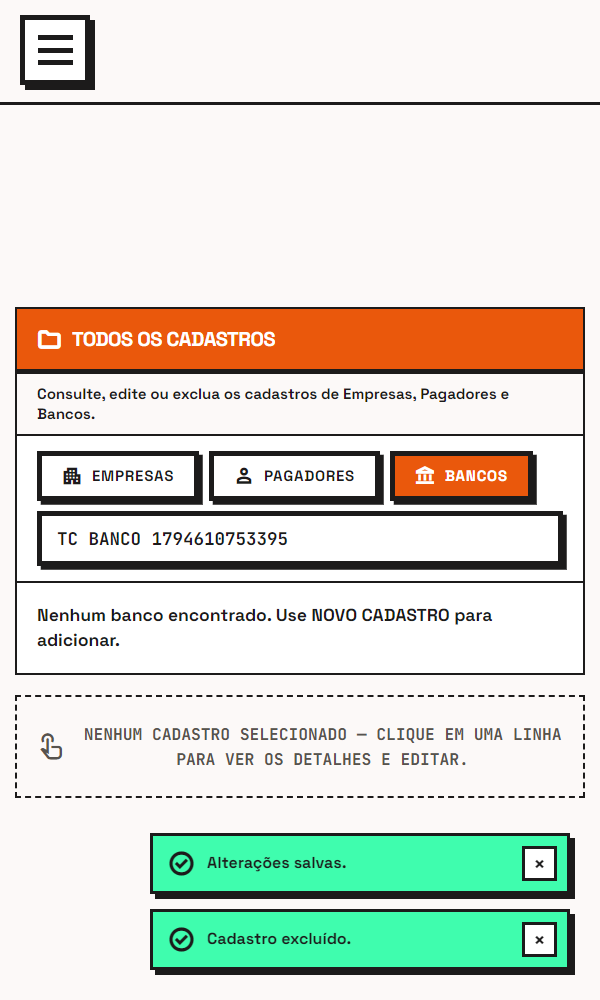 TODOS OS CADASTROS
Consulte, edite ou exclua os cadastros de Empresas, Pagadores e
Bancos.
EMPRESAS
PAGADORES
BANCOS
TC BANCO 1794610753395
Nenhum banco encontrado. Use NOVO CADASTRO para
adicionar.
NENHUM CADASTRO SELECIONADO — CLIQUE EM UMA LINHA
PARA VER OS DETALHES E EDITAR.
Alterações salvas.
×
Cadastro excluído.
×